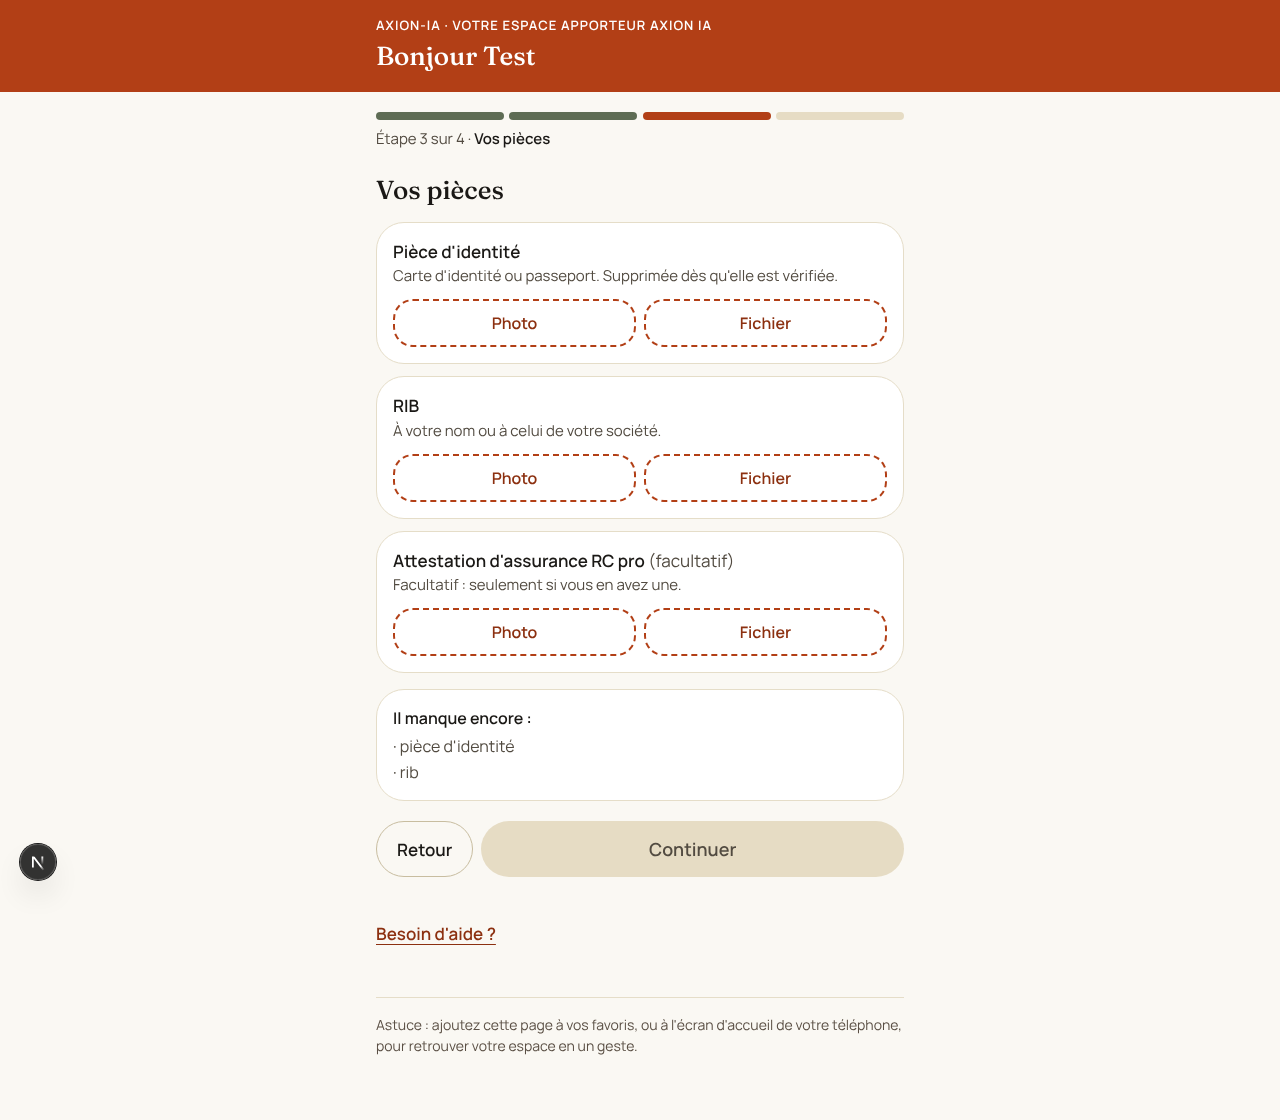 AXION-IA · VOTRE ESPACE APPORTEUR AXION IA
Bonjour Test
Étape 3 sur 4 · Vos pièces
Vos pièces
Pièce d'identité
Carte d'identité ou passeport. Supprimée dès qu'elle est vérifiée.
Photo
Fichier
RIB
À votre nom ou à celui de votre société.
Photo
Fichier
Attestation d'assurance RC pro (facultatif)
Facultatif : seulement si vous en avez une.
Photo
Fichier
Il manque encore :
· pièce d'identité
· rib
Retour
Continuer
N
Besoin d'aide ?
Astuce : ajoutez cette page à vos favoris, ou à l'écran d'accueil de votre téléphone,
pour retrouver votre espace en un geste.